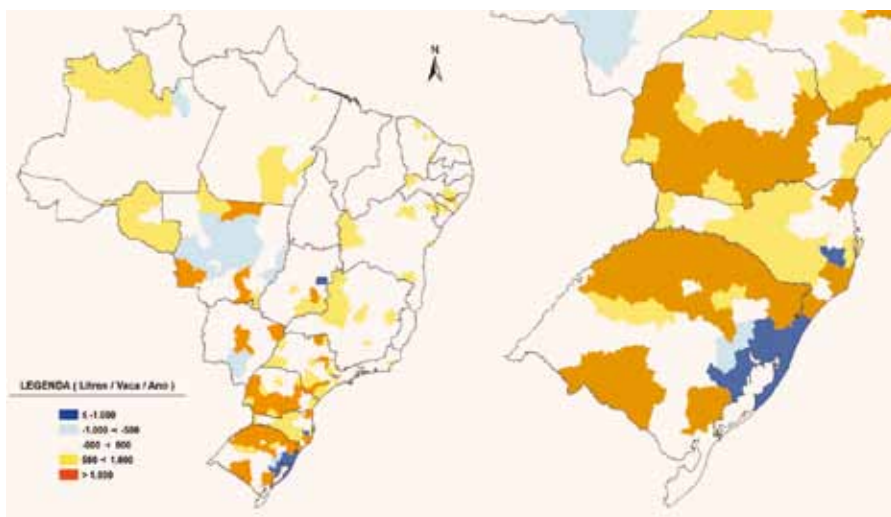 N
LEGENDA ( Litros / Vaca / Ano )
≤ -1.000
-1.000 -| -500
-500 -| 500
500 -| 1.000
> 1.000